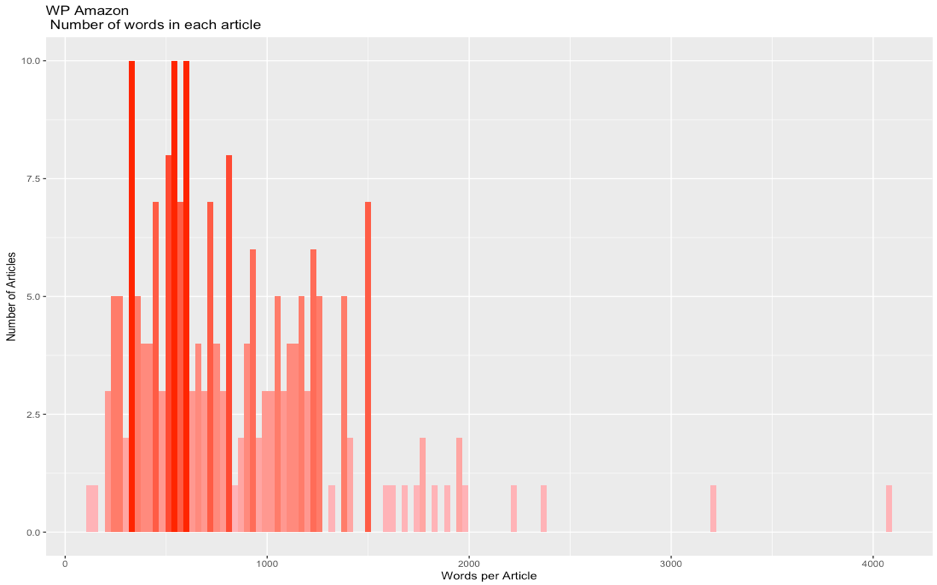 WP Amazon
Number of words in each article
Number of Articles
10.0
7.5
5.0
2.5
0.0
0 1000 2000 3000 4000
Words per Article